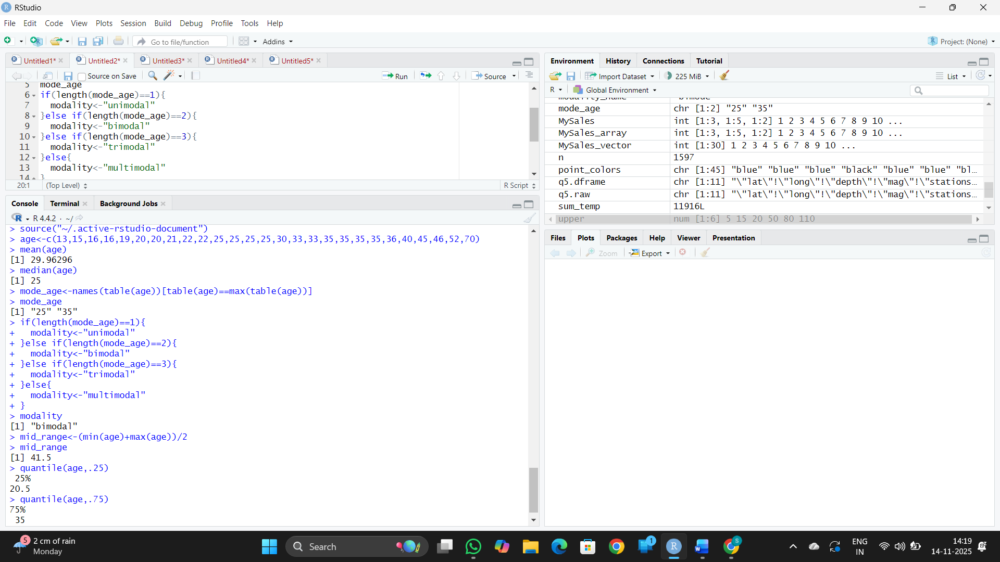 RStudio
File Edit Code View Plots Session Build Debug Profile Tools Help
Go to file/function Addins Project: (None)
Untitled1* Untitled2* Untitled3* Untitled4* Untitled5*
Source on Save Run Source
5 mode_age
6 if(length(mode_age)==1){
7 modality<-"unimodal"
8 }else if(length(mode_age)==2){
9 modality<-"bimodal"
10 }else if(length(mode_age)==3){
11 modality<-"trimodal"
12 }else{
13 modality<-"multimodal"
14 }
20:1 (Top Level) R Script
Console Terminal Background Jobs
R 4.4.2 · ~/
> source("~/.active-rstudio-document")
> age<-c(13,15,16,16,19,20,20,21,22,22,25,25,25,25,30,33,33,35,35,35,35,36,40,45,46,52,70)
> mean(age)
[1] 29.96296
> median(age)
[1] 25
> mode_age<-names(table(age))[table(age)==max(table(age))]
> mode_age
[1] "25" "35"
> if(length(mode_age)==1){
+ modality<-"unimodal"
+ }else if(length(mode_age)==2){
+ modality<-"bimodal"
+ }else if(length(mode_age)==3){
+ modality<-"trimodal"
+ }else{
+ modality<-"multimodal"
+ }
> modality
[1] "bimodal"
> mid_range<-(min(age)+max(age))/2
> mid_range
[1] 41.5
> quantile(age,.25)
25%
20.5
> quantile(age,.75)
75%
35
Environment History Connections Tutorial
Import Dataset 225 MiB List
R Global Environment
modality_name "bimode"
mode_age chr [1:2] "25" "35"
MySales int [1:3, 1:5, 1:2] 1 2 3 4 5 6 7 8 9 10 ...
MySales_array int [1:3, 1:5, 1:2] 1 2 3 4 5 6 7 8 9 10 ...
MySales_vector int [1:30] 1 2 3 4 5 6 7 8 9 10 ...
n 1597
point_colors chr [1:45] "blue" "blue" "blue" "black" "blue" "blue" "bl…
q5.dframe chr [1:11] "\"lat\"!\"long\"!\"depth\"!\"mag\"!\"stations…
q5.raw chr [1:11] "\"lat\"!\"long\"!\"depth\"!\"mag\"!\"stations…
sum_temp 11916L
upper num [1:6] 5 15 20 50 80 110
Files Plots Packages Help Viewer Presentation
Zoom Export
5 2 cm of rain
Monday
Search
1
S
ENG
IN
14:19
14-11-2025